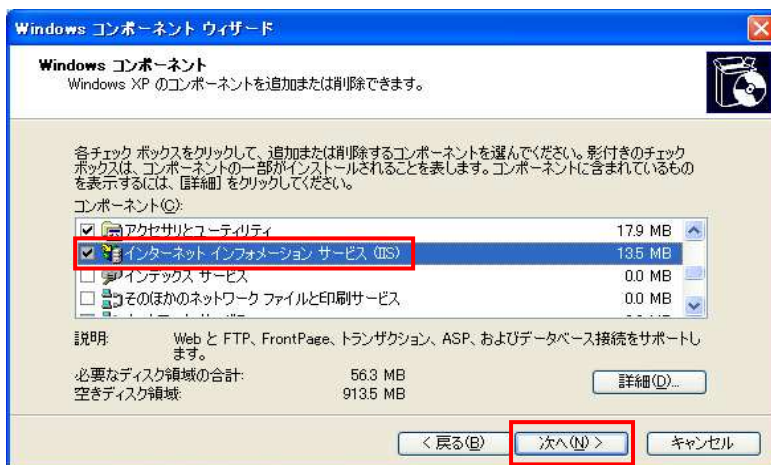 Windows コンポーネント ウィザード
Windows コンポーネント
Windows XP のコンポーネントを追加または削除できます。
各チェック ボックスをクリックして、追加または削除するコンポーネントを選んでください。影付きのチェック
ボックスは、コンポーネントの一部がインストールされることを表します。コンポーネントに含まれているもの
を表示するには、[詳細] をクリックしてください。
コンポーネント(C):
アクセサリとユーティリティ 17.9 MB
インターネット インフォメーション サービス (IIS) 13.5 MB
インデックス サービス 0.0 MB
そのほかのネットワーク ファイルと印刷サービス 0.0 MB
説明: Web と FTP、FrontPage、トランザクション、ASP、およびデータベース接続をサポートし
ます。
必要なディスク領域の合計: 56.3 MB
空きディスク領域: 913.5 MB
詳細(D)...
< 戻る(B) 次へ(N) > キャンセル